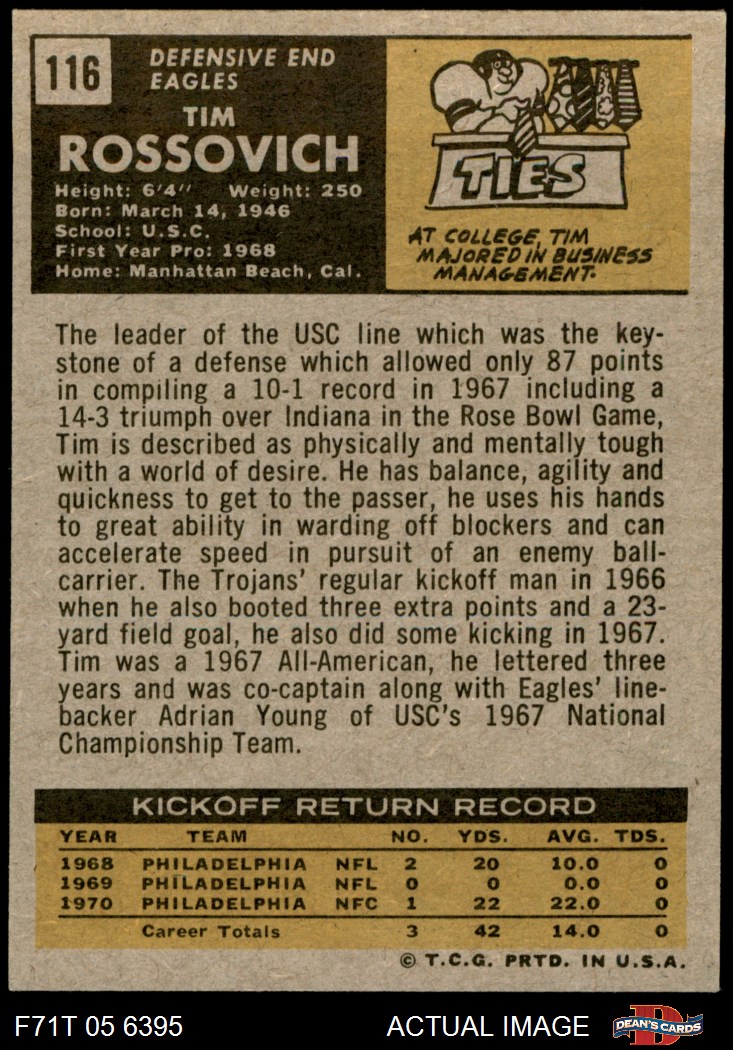 116
DEFENSIVE END
EAGLES
TIM
ROSSOVICH
Height: 6'4" Weight: 250
Born: March 14, 1946
School: U.S.C.
First Year Pro: 1968
Home: Manhattan Beach, Cal.
TIES
AT COLLEGE, TIM
MAJORED IN BUSINESS
MANAGEMENT.
The leader of the USC line which was the key-
stone of a defense which allowed only 87 points
in compiling a 10-1 record in 1967 including a
14-3 triumph over Indiana in the Rose Bowl Game,
Tim is described as physically and mentally tough
with a world of desire. He has balance, agility and
quickness to get to the passer, he uses his hands
to great ability in warding off blockers and can
accelerate speed in pursuit of an enemy ball-
carrier. The Trojans' regular kickoff man in 1966
when he also booted three extra points and a 23-
yard field goal, he also did some kicking in 1967.
Tim was a 1967 All-American, he lettered three
years and was co-captain along with Eagles' line-
backer Adrian Young of USC's 1967 National
Championship Team.
KICKOFF RETURN RECORD
YEAR TEAM NO. YDS. AVG. TDS.
1968 PHILADELPHIA NFL 2 20 10.0 0
1969 PHILADELPHIA NFL 0 0 0.0 0
1970 PHILADELPHIA NFC 1 22 22.0 0
Career Totals 3 42 14.0 0
© T.C.G. PRTD. IN U.S.A.
F71T 05 6395 ACTUAL IMAGE
D
DEAN'S CARDS